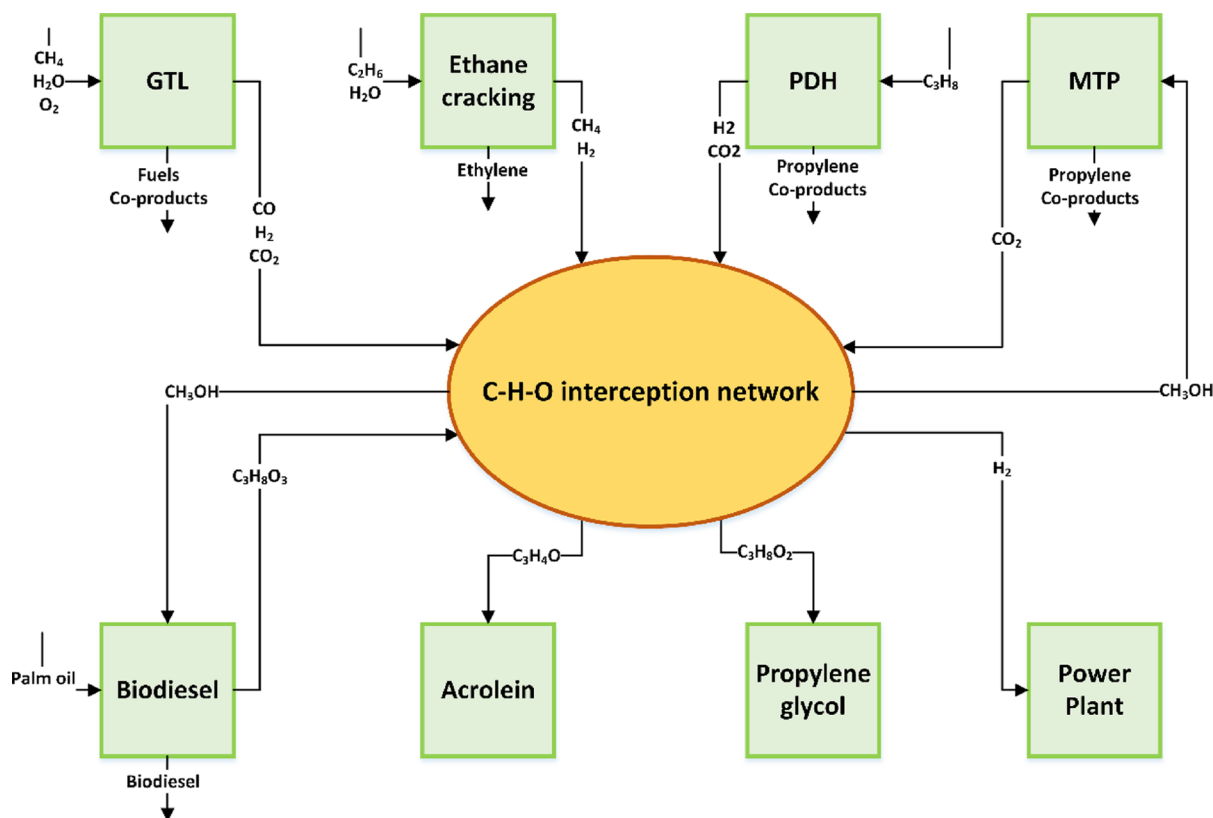 CH₄
H₂O
O₂
GTL
Fuels
Co-products
CO
H₂
CO₂
C₂H₆
H₂O
Ethane
cracking
Ethylene
CH₄
H₂
PDH
C₃H₈
H2
CO2
Propylene
Co-products
MTP
Propylene
Co-products
CO₂
C-H-O interception network
CH₃OH
CH₃OH
C₃H₈O₃
H₂
C₃H₄O
C₃H₈O₂
Palm oil
Biodiesel
Biodiesel
Acrolein
Propylene
glycol
Power
Plant